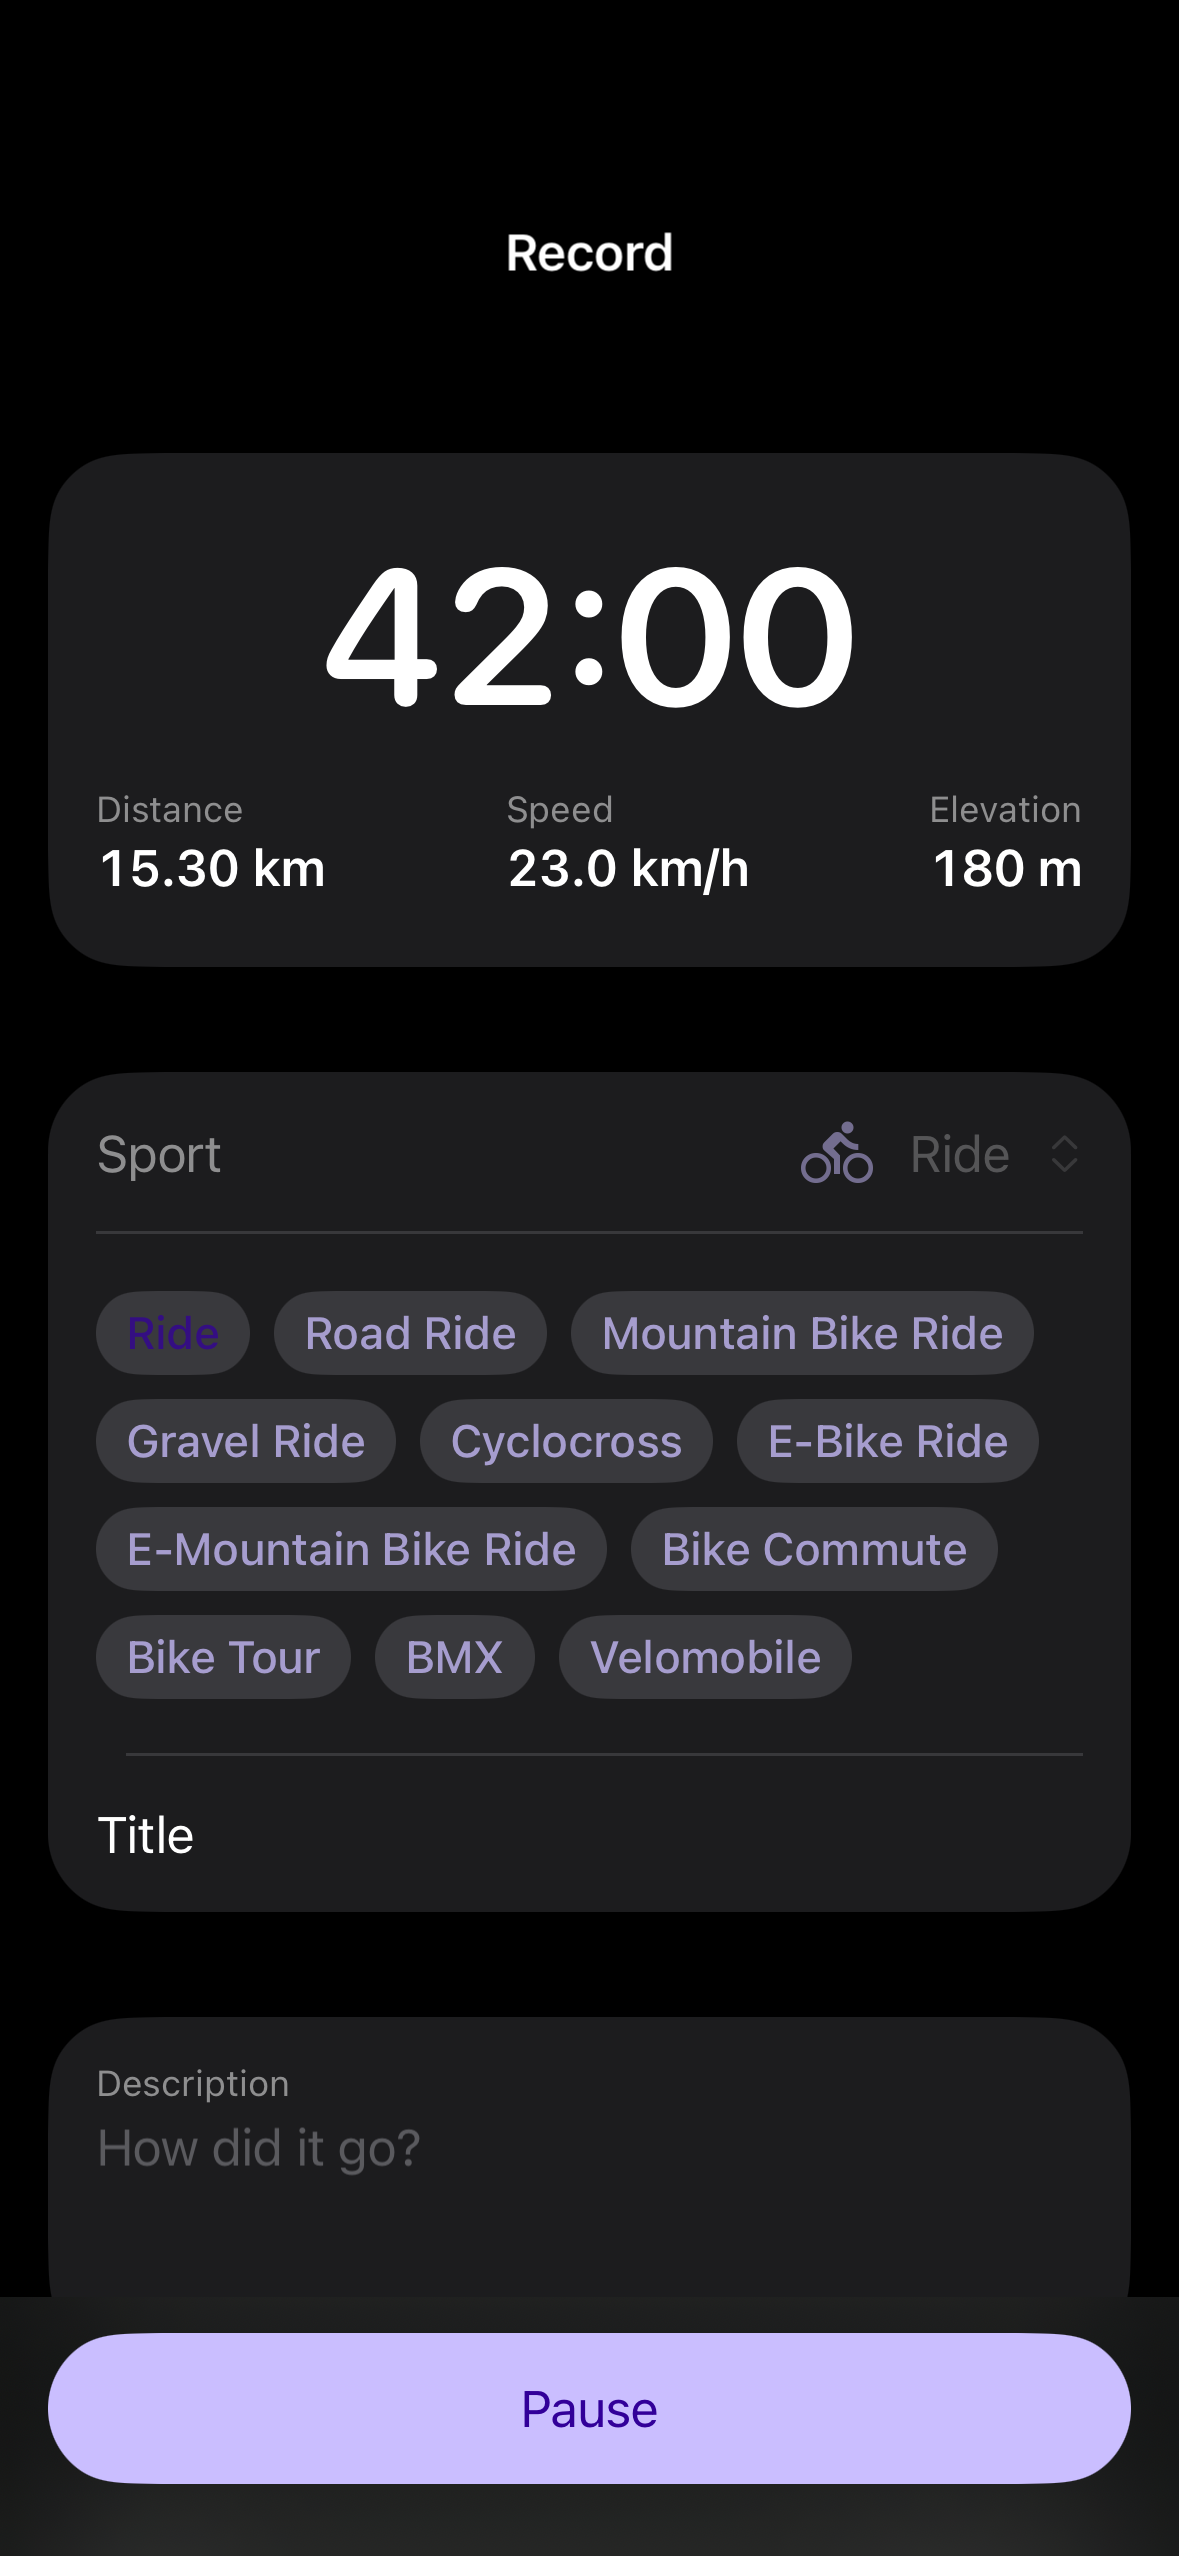 Record
42:00
Distance Speed Elevation
15.30 km 23.0 km/h 180 m
Sport Ride
Ride Road Ride Mountain Bike Ride
Gravel Ride Cyclocross E-Bike Ride
E-Mountain Bike Ride Bike Commute
Bike Tour BMX Velomobile
Title
Description
How did it go?
Pause